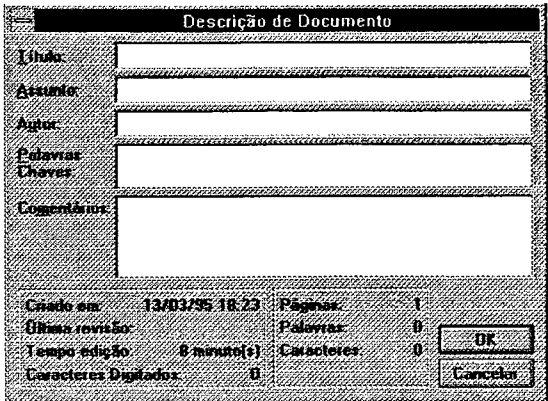 Descrição de Documento
Título:
Assunto:
Autor:
Palavras
Chaves:
Comentários:
Criado em: 13/03/95 18:23
Última revisão:
Tempo edição: 8 minuto(s)
Caracteres Digitados: 0
Páginas: 1
Palavras: 0
Caracteres: 0
OK
Cancelar